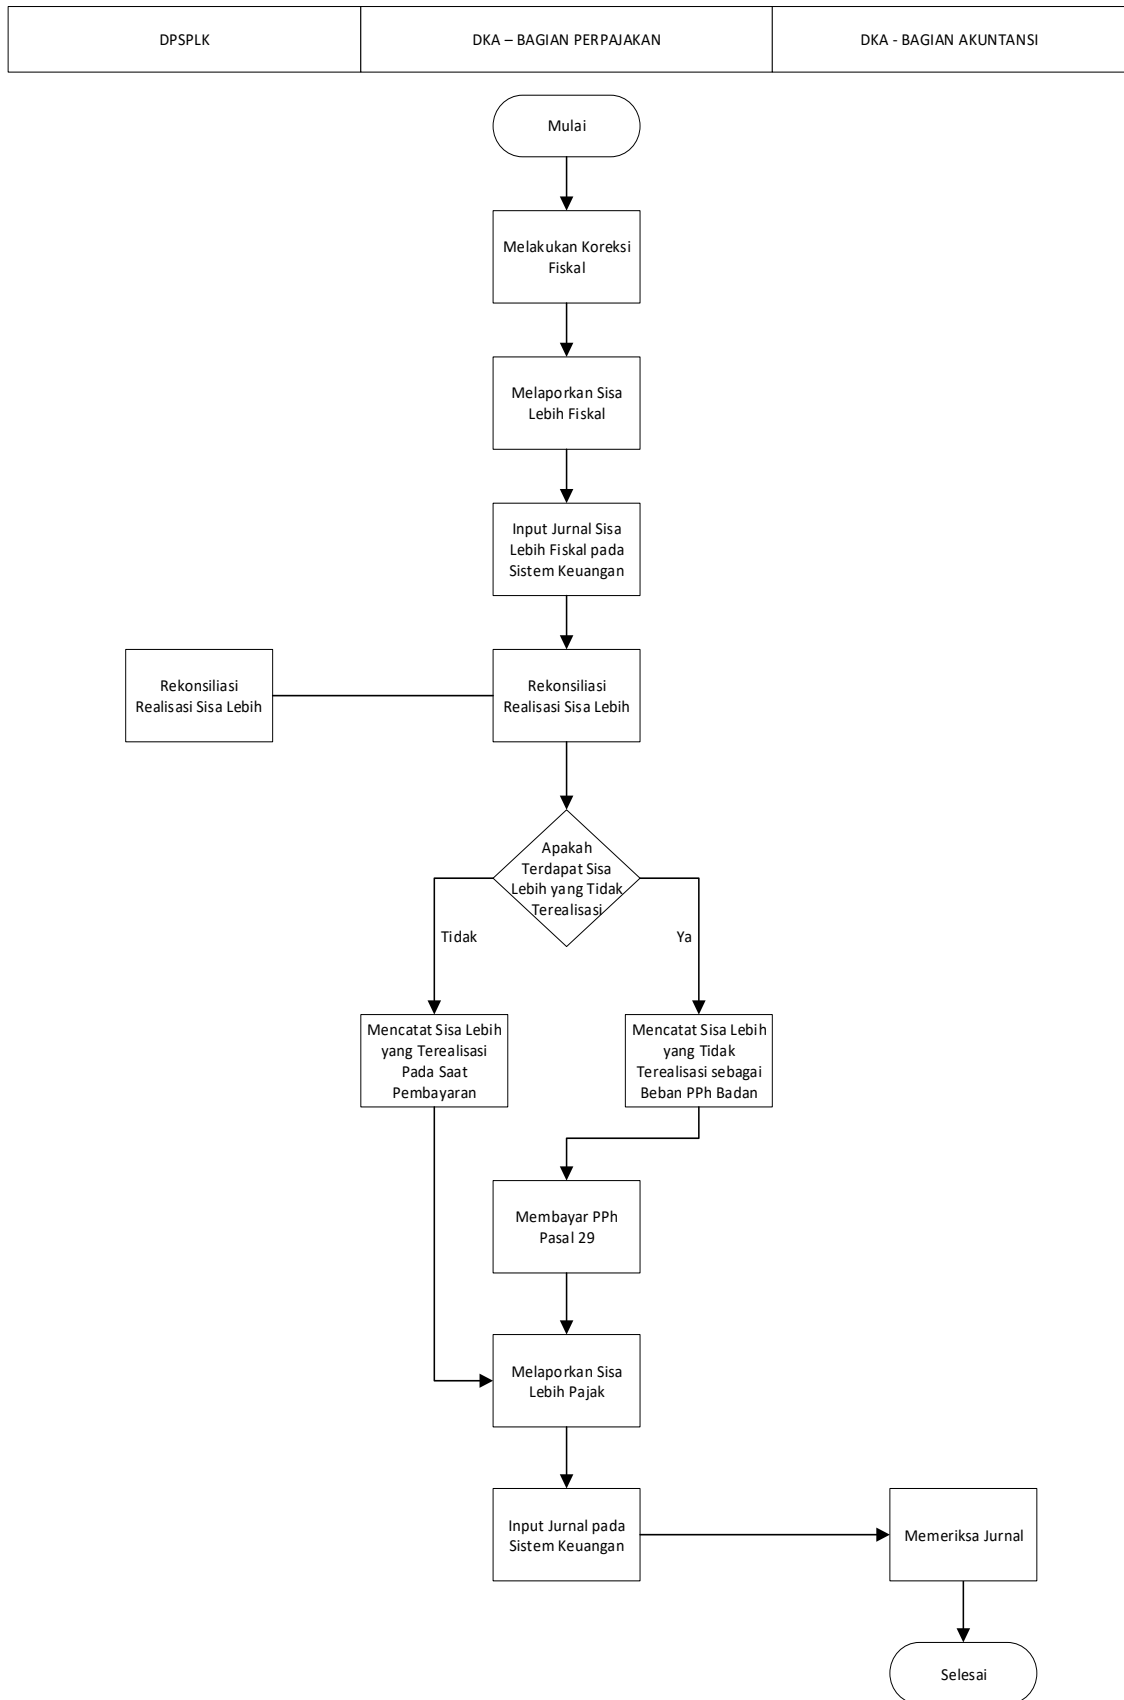 DPSPLK
DKA – BAGIAN PERPAJAKAN
DKA - BAGIAN AKUNTANSI
Mulai
Melakukan Koreksi
Fiskal
Melaporkan Sisa
Lebih Fiskal
Input Jurnal Sisa
Lebih Fiskal pada
Sistem Keuangan
Rekonsiliasi
Realisasi Sisa Lebih
Rekonsiliasi
Realisasi Sisa Lebih
Apakah
Terdapat Sisa
Lebih yang Tidak
Terealisasi
Tidak
Ya
Mencatat Sisa Lebih
yang Terealisasi
Pada Saat
Pembayaran
Mencatat Sisa Lebih
yang Tidak
Terealisasi sebagai
Beban PPh Badan
Membayar PPh
Pasal 29
Melaporkan Sisa
Lebih Pajak
Input Jurnal pada
Sistem Keuangan
Memeriksa Jurnal
Selesai